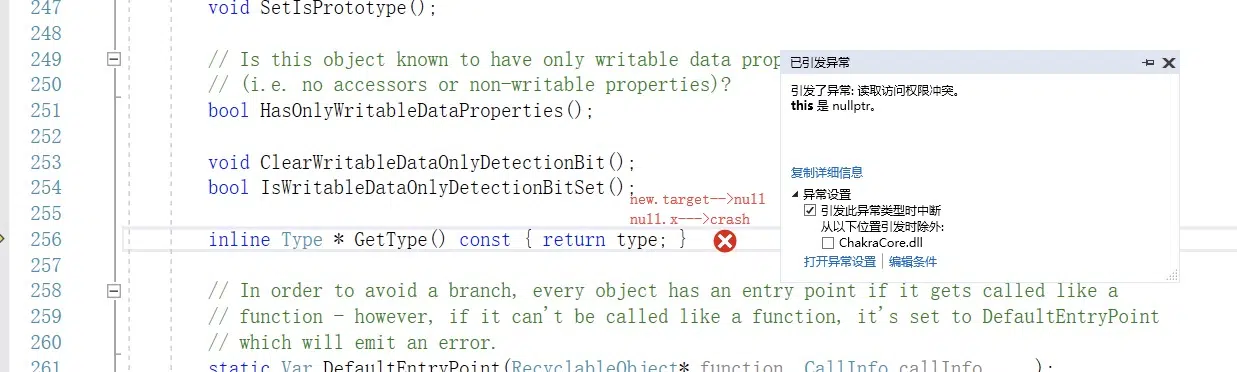 247 void SetIsPrototype();
248
249 // Is this object known to have only writable data prop
250 // (i.e. no accessors or non-writable properties)?
251 bool HasOnlyWritableDataProperties();
252
253 void ClearWritableDataOnlyDetectionBit();
254 bool IsWritableDataOnlyDetectionBitSet();
255
256 inline Type * GetType() const { return type; }
257
258 // In order to avoid a branch, every object has an entry point if it gets called like a
259 // function - however, if it can't be called like a function, it's set to DefaultEntryPoint
260 // which will emit an error.
261 static Var DefaultEntryPoint(RecyclableObject* function, CallInfo callInfo, ...);
new.target-->null
null.x--->crash
已引发异常
引发了异常: 读取访问权限冲突。
this 是 nullptr。
复制详细信息
异常设置
引发此异常类型时中断
从以下位置引发时除外:
ChakraCore.dll
打开异常设置 | 编辑条件